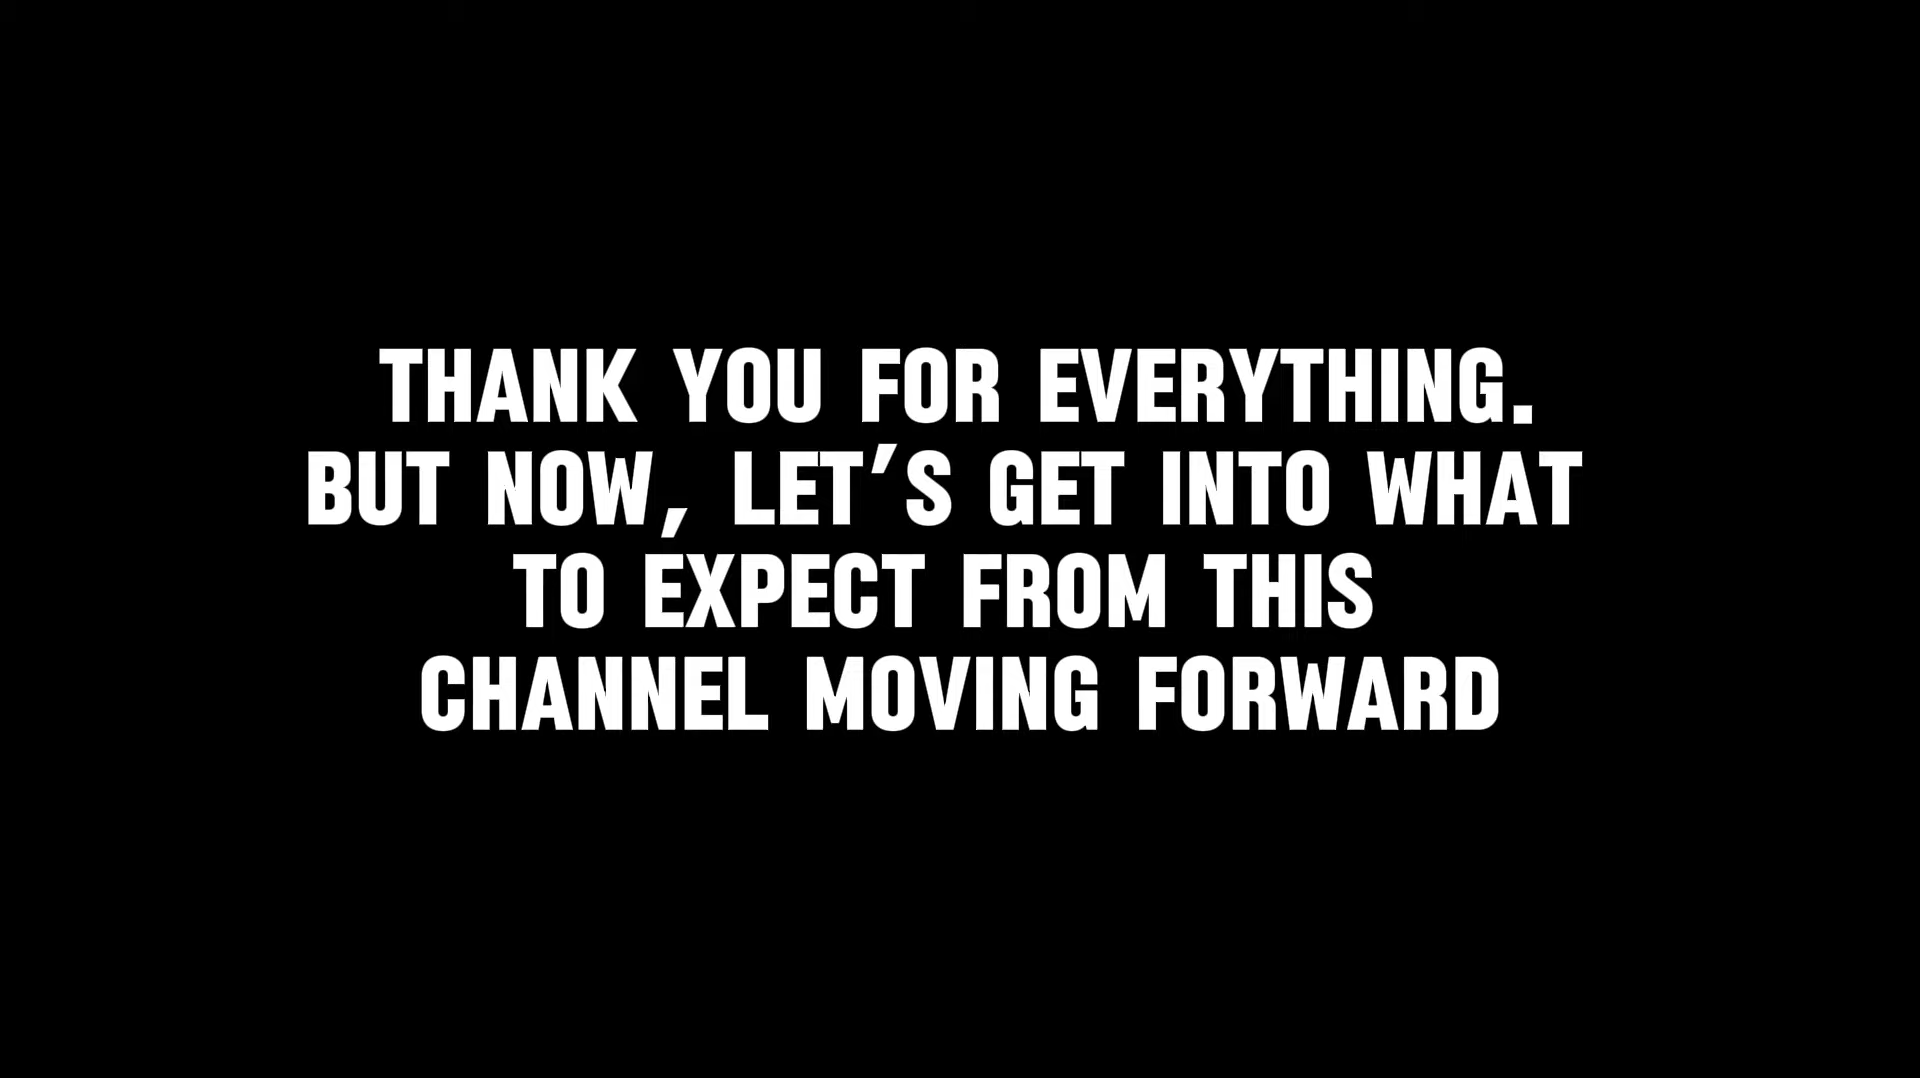 THANK YOU FOR EVERYTHING.
BUT NOW, LET'S GET INTO WHAT
TO EXPECT FROM THIS
CHANNEL MOVING FORWARD